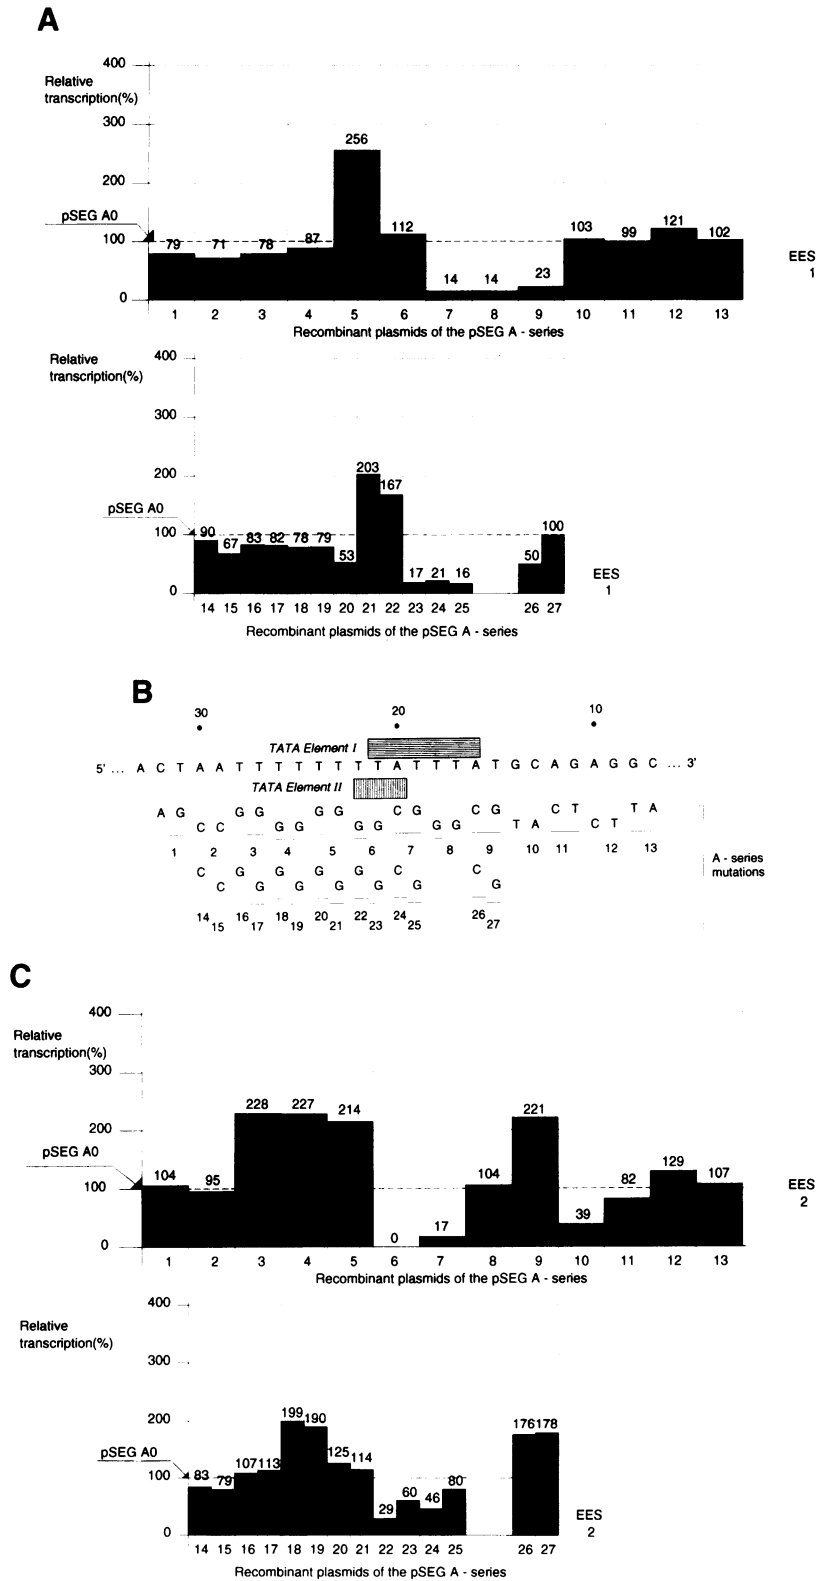 A
400
Relative
transcription(%)
300
256
200
pSEG A0
100
79 71 78 87 112 14 14 23 103 99 121 102
EES
1
0
1 2 3 4 5 6 7 8 9 10 11 12 13
Recombinant plasmids of the pSEG A - series
Relative
transcription(%)
400
300
200
203
167
pSEG A0
100
90 67 83 82 78 79 53 17 21 16 50 100
EES
1
0
14 15 16 17 18 19 20 21 22 23 24 25 26 27
Recombinant plasmids of the pSEG A - series
B
30 20 10
TATA Element I
5' ... A C T A A T T T T T T T A T T T A T G C A G A G G C ... 3'
TATA Element II
A G G G G G C G C G C T T A
C C G G G G G G T A C T
1 2 3 4 5 6 7 8 9 10 11 12 13
A - series
mutations
C G G G G C C
C G G G G G G
14 16 18 20 22 24 26
15 17 19 21 23 25 27
C
400
Relative
transcription(%)
300
228 227 214 221
200
pSEG A0
104 95 0 17 104 39 82 129 107
100
EES
2
0
1 2 3 4 5 6 7 8 9 10 11 12 13
Recombinant plasmids of the pSEG A - series
400
Relative
transcription(%)
300
200
199 190 176 178
pSEG A0
125 114
107 113
100
83 79 29 60 46 80
EES
2
0
14 15 16 17 18 19 20 21 22 23 24 25 26 27
Recombinant plasmids of the pSEG A - series